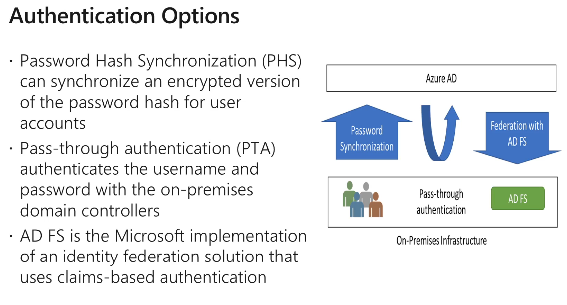 Authentication Options
· Password Hash Synchronization (PHS)
can synchronize an encrypted version
of the password hash for user
accounts
· Pass-through authentication (PTA)
authenticates the username and
password with the on-premises
domain controllers
· AD FS is the Microsoft implementation
of an identity federation solution that
uses claims-based authentication
Azure AD
Password
Synchronization
Federation with
AD FS
Pass-through
authentication
AD FS
On-Premises Infrastructure